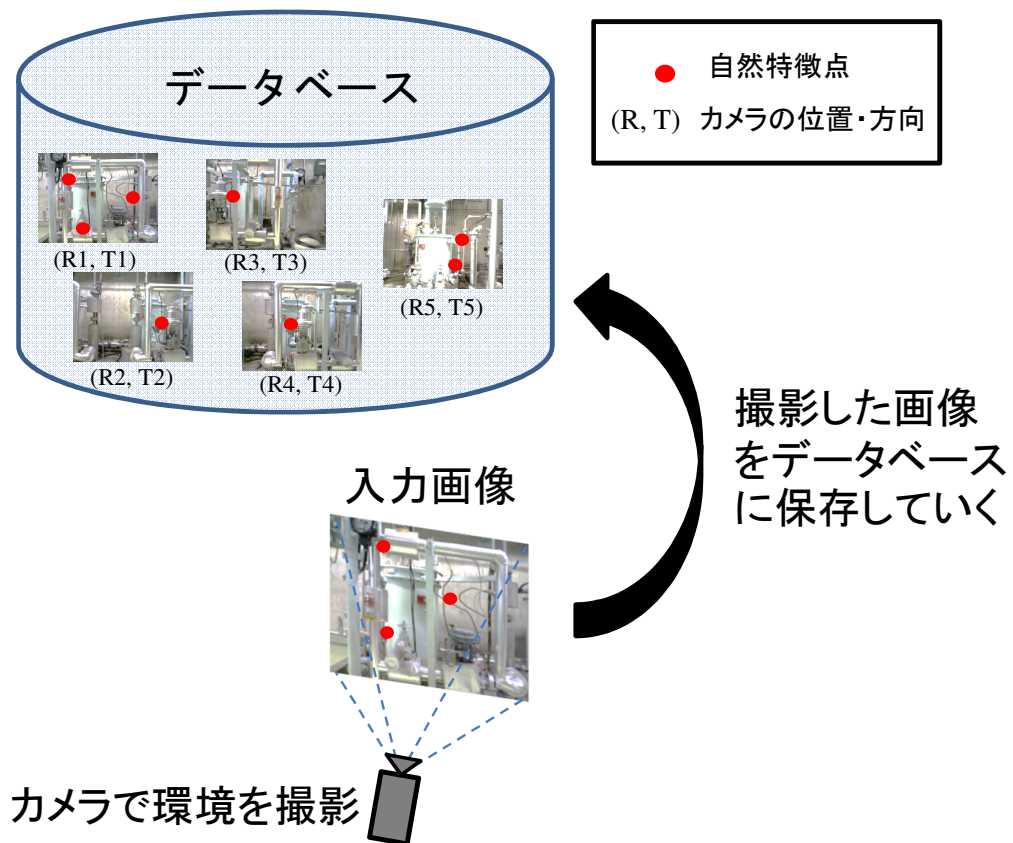 データベース
自然特徴点
(R, T) カメラの位置・方向
(R1, T1)
(R3, T3)
(R5, T5)
(R2, T2)
(R4, T4)
撮影した画像
をデータベース
に保存していく
入力画像
カメラで環境を撮影